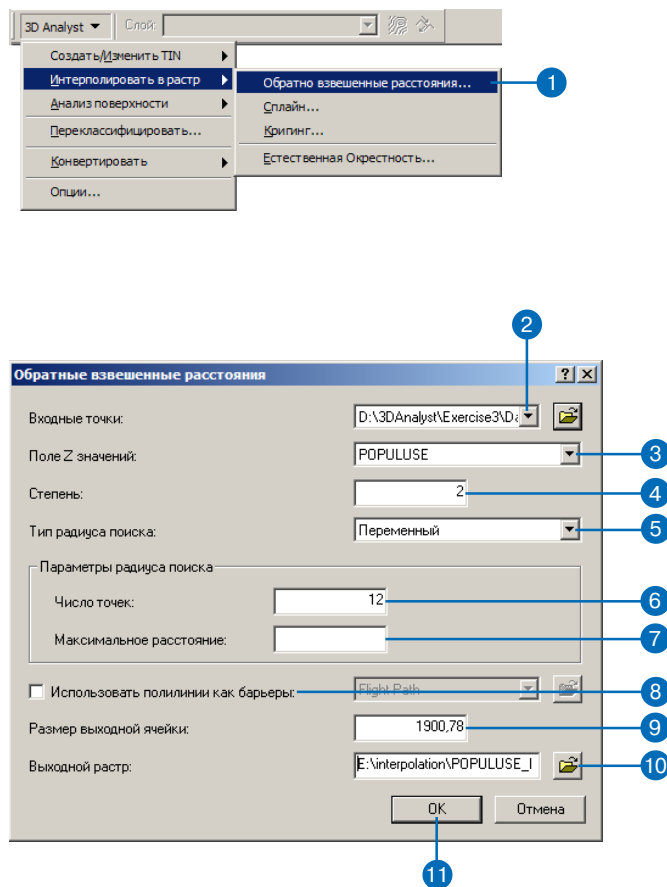 3D Analyst Слой:
Создать/Изменить TIN
Интерполировать в растр
Анализ поверхности
Переклассифицировать...
Конвертировать
Опции...
Обратно взвешенные расстояния... 1
Сплайн...
Кригинг...
Естественная Окрестность...
2
Обратные взвешенные расстояния
Входные точки: D:\3DAnalyst\Exercise3\Da
Поле Z значений: POPULUSE 3
Степень: 2 4
Тип радиуса поиска: Переменный 5
Параметры радиуса поиска
Число точек: 12 6
Максимальное расстояние: 7
Использовать полилинии как барьеры: Flight Path 8
Размер выходной ячейки: 1900,78 9
Выходной растр: E:\interpolation\POPULUSE_I 10
OK Отмена
11